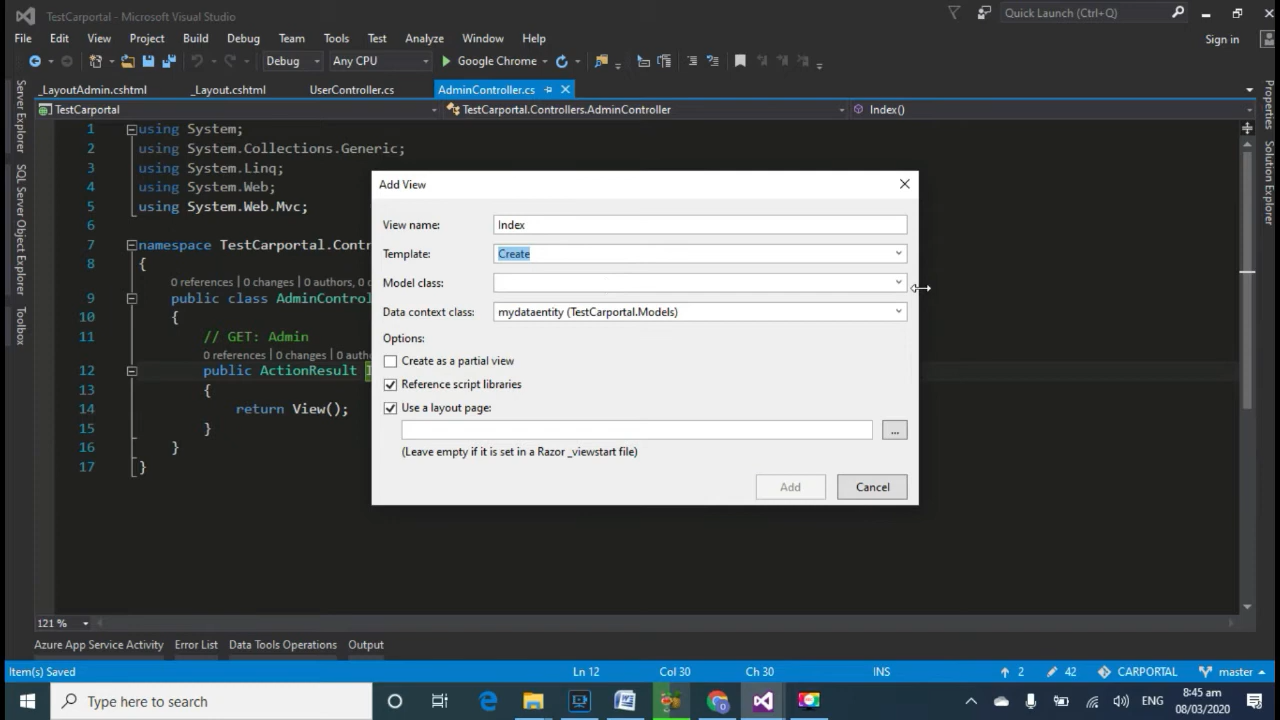 TestCarportal - Microsoft Visual Studio
Quick Launch (Ctrl+Q)
File Edit View Project Build Debug Team Tools Test Analyze Window Help
Sign in
Debug Any CPU Google Chrome
_LayoutAdmin.cshtml _Layout.cshtml UserController.cs AdminController.cs
TestCarportal TestCarportal.Controllers.AdminController Index()
Server Explorer
SQL Server Object Explorer
Toolbox
Properties
Solution Explorer
1 using System;
2 using System.Collections.Generic;
3 using System.Linq;
4 using System.Web;
5 using System.Web.Mvc;
6
7 namespace TestCarportal.Contr
8 {
0 references | 0 changes | 0 authors, 0 c
9 public class AdminControl
10 {
11 // GET: Admin
0 references | 0 changes | 0 autho
12 public ActionResult I
13 {
14 return View();
15 }
16 }
17 }
Add View
View name: Index
Template: Create
Model class:
Data context class: mydataentity (TestCarportal.Models)
Options:
Create as a partial view
Reference script libraries
Use a layout page:
...
(Leave empty if it is set in a Razor _viewstart file)
Add Cancel
121 %
Azure App Service Activity Error List Data Tools Operations Output
Item(s) Saved Ln 12 Col 30 Ch 30 INS 2 42 CARPORTAL master
Type here to search
ENG
8:45 am
08/03/2020